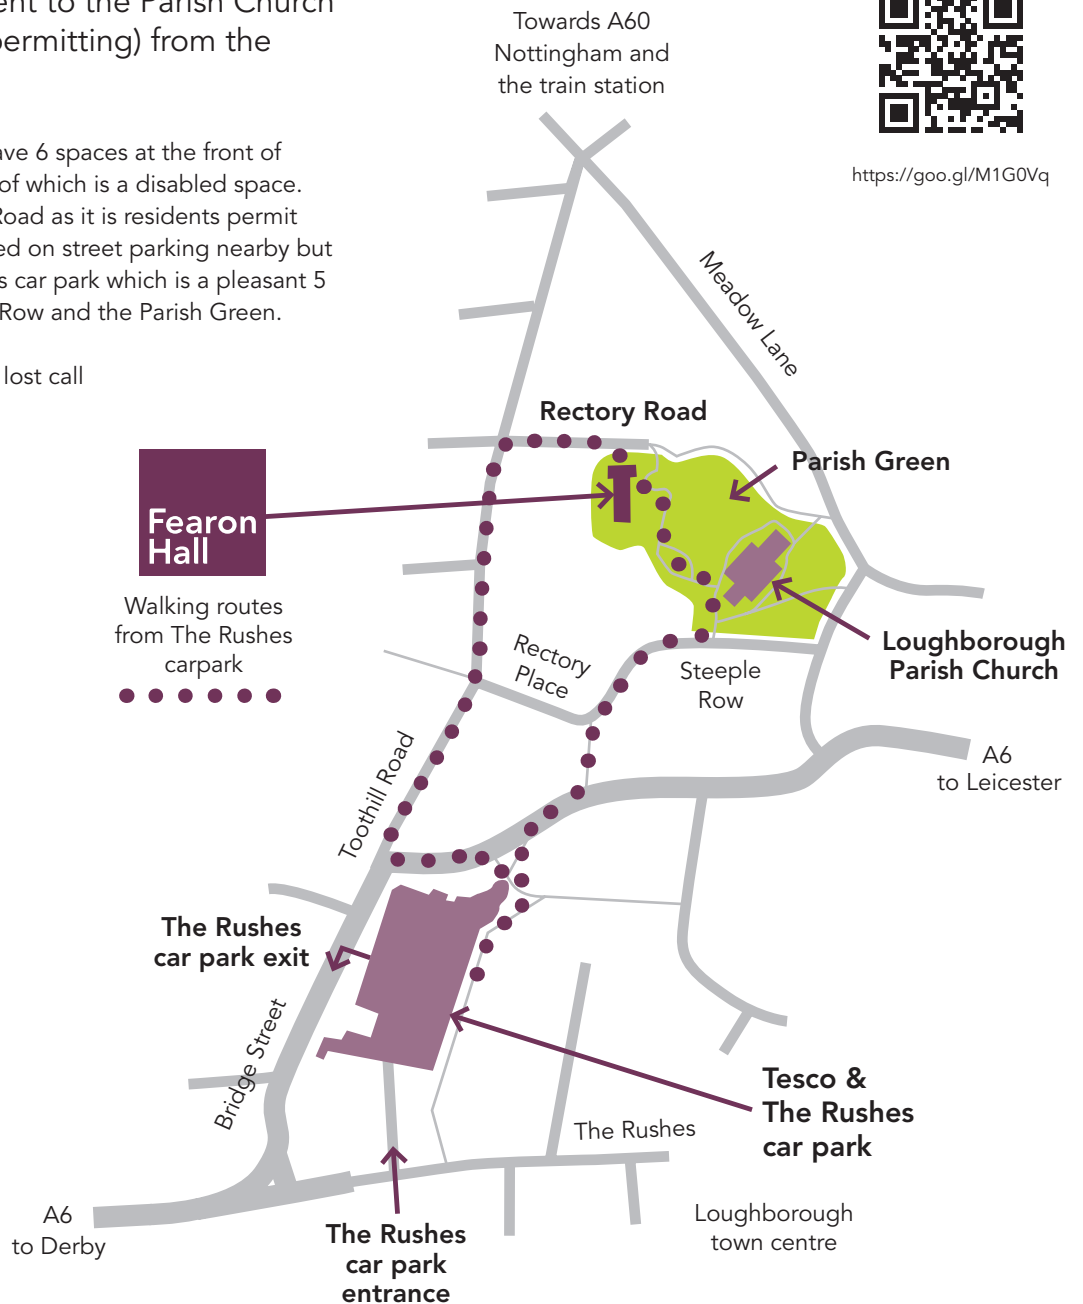 ent to the Parish Church
permitting) from the
Towards A60
Nottingham and
the train station
https://goo.gl/M1G0Vq
ave 6 spaces at the front of
of which is a disabled space.
Road as it is residents permit
ed on street parking nearby but
s car park which is a pleasant 5
Row and the Parish Green.
lost call
Meadow Lane
Rectory Road
Parish Green
Fearon
Hall
Walking routes
from The Rushes
carpark
Loughborough
Parish Church
Rectory
Place
Steeple
Row
A6
to Leicester
Toothill Road
The Rushes
car park exit
Bridge Street
Tesco &
The Rushes
car park
The Rushes
A6
to Derby
The Rushes
car park
entrance
Loughborough
town centre